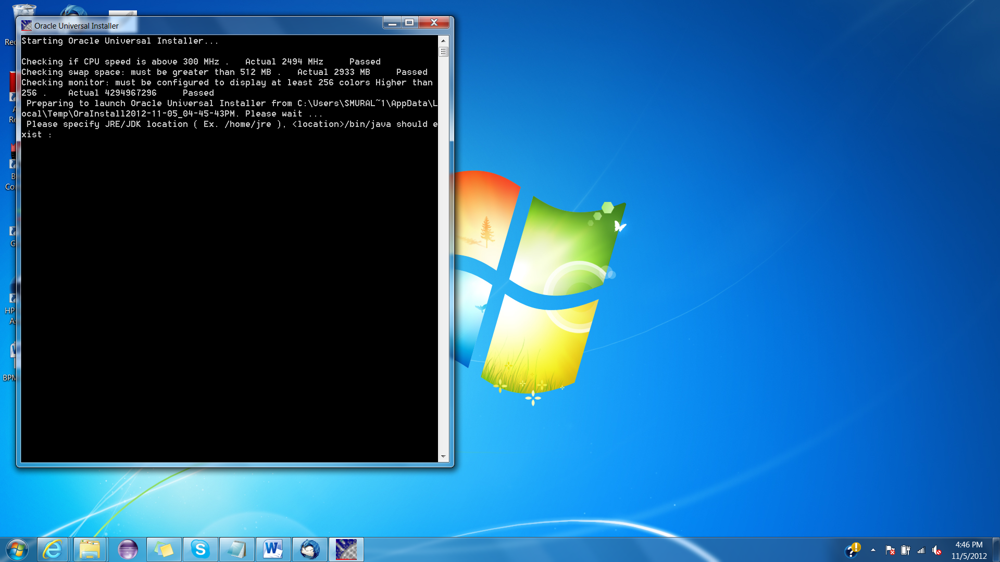 Oracle Universal Installer
Starting Oracle Universal Installer...
Checking if CPU speed is above 300 MHz .   Actual 2494 MHz     Passed
Checking swap space: must be greater than 512 MB .   Actual 2933 MB     Passed
Checking monitor: must be configured to display at least 256 colors Higher than
256 .    Actual 4294967296     Passed
Preparing to launch Oracle Universal Installer from C:\Users\SMURAL~1\AppData\L
ocal\Temp\OraInstall2012-11-05_04-45-43PM. Please wait ...
Please specify JRE/JDK location ( Ex. /home/jre ), <location>/bin/java should e
xist :
HP
BPM
4:46 PM
11/5/2012